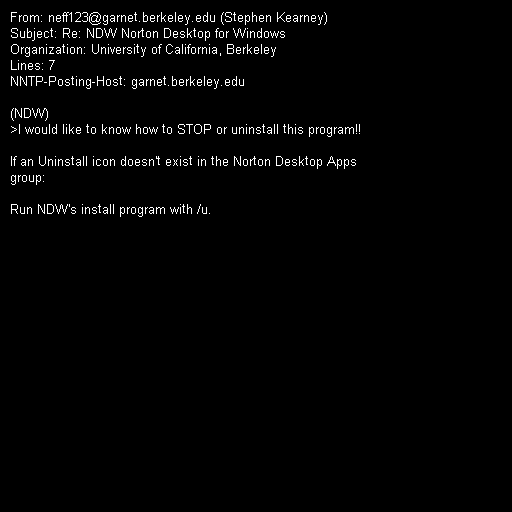 From: neff123@garnet.berkeley.edu (Stephen Kearney)
Subject: Re: NDW Norton Desktop for Windows
Organization: University of California, Berkeley
Lines: 7
NNTP-Posting-Host: garnet.berkeley.edu

(NDW)
>I would like to know how to STOP or uninstall this program!!

If an Uninstall icon doesn't exist in the Norton Desktop Apps
group:

Run NDW's install program with /u.